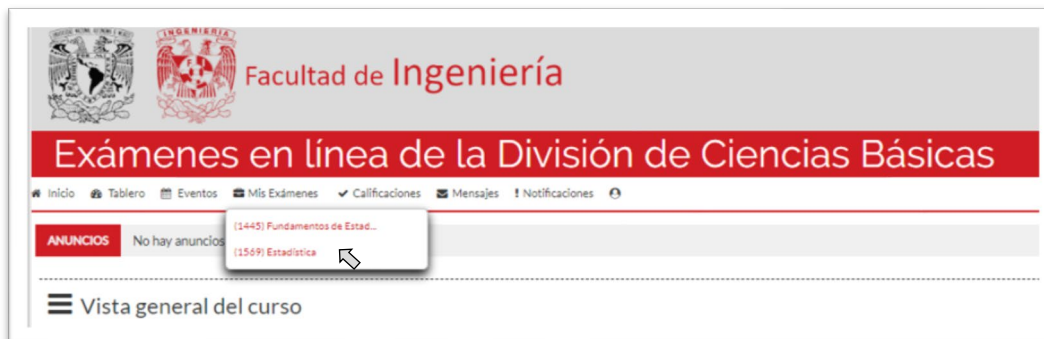 INGENIERIA
Facultad de Ingeniería
Exámenes en línea de la División de Ciencias Básicas
Inicio Tablero Eventos Mis Exámenes Calificaciones Mensajes Notificaciones
(1445) Fundamentos de Estad...
ANUNCIOS No hay anuncios
(1569) Estadística
Vista general del curso